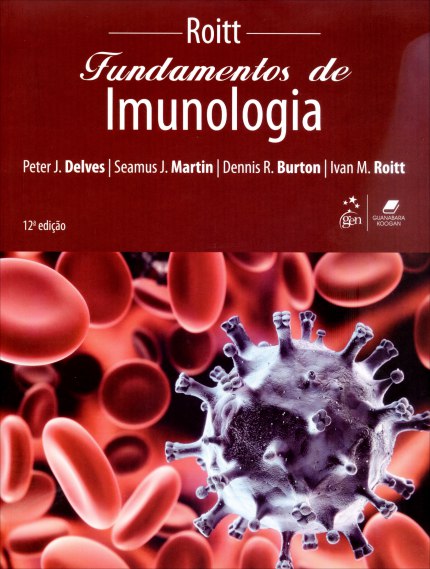 Roitt
Fundamentos de
Imunologia
Peter J. Delves | Seamus J. Martin | Dennis R. Burton | Ivan M. Roitt
12ª edição
gen
GUANABARA
KOOGAN